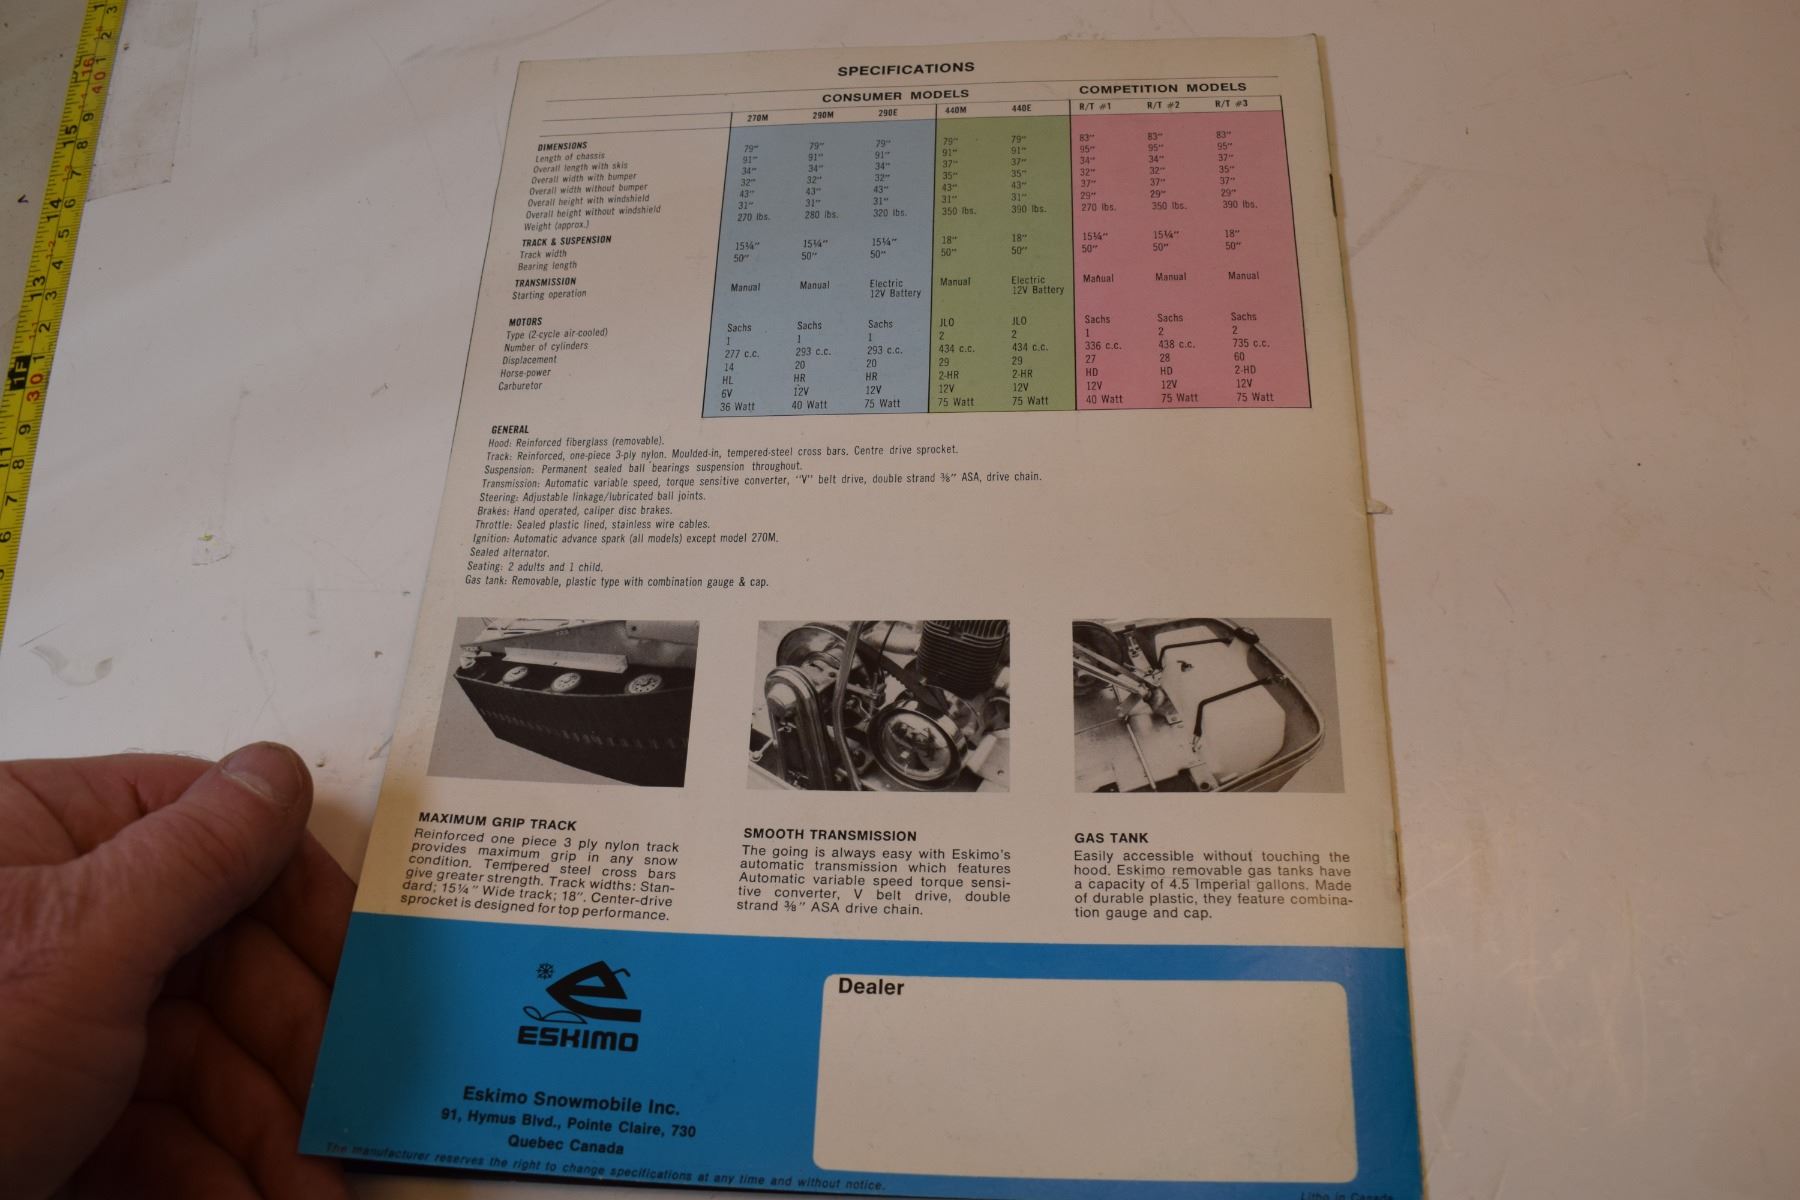 SPECIFICATIONS
CONSUMER MODELS COMPETITION MODELS
270M 290M 290E 440M 440E R/T #1 R/T #2 R/T #3
DIMENSIONS
Length of chassis 79" 79" 79" 79" 79" 83" 83" 83"
Overall length with skis 91" 91" 91" 91" 91" 95" 95" 95"
Overall width with bumper 34" 34" 34" 37" 37" 34" 34" 37"
Overall width without bumper 32" 32" 32" 35" 35" 32" 32" 35"
Overall height with windshield 43" 43" 43" 43" 43" 37" 37" 37"
Overall height without windshield 31" 31" 31" 31" 31" 29" 29" 29"
Weight (approx.) 270 lbs. 280 lbs. 320 lbs. 350 lbs. 390 lbs. 270 lbs. 350 lbs. 390 lbs.
TRACK & SUSPENSION
Track width 15¼" 15¼" 15¼" 18" 18" 15¼" 15¼" 18"
Bearing length 50" 50" 50" 50" 50" 50" 50" 50"
TRANSMISSION
Starting operation Manual Manual Electric 12V Battery Manual Electric 12V Battery Manual Manual Manual
MOTORS
Type (2-cycle air-cooled) Sachs Sachs Sachs JLO JLO Sachs Sachs Sachs
Number of cylinders 1 1 1 2 2 1 2 2
Displacement 277 c.c. 293 c.c. 293 c.c. 434 c.c. 434 c.c. 336 c.c. 438 c.c. 735 c.c.
Horse-power 14 20 20 29 29 27 28 60
Carburetor HL HR HR 2-HR 2-HR HD HD 2-HD
6V 12V 12V 12V 12V 12V 12V 12V
36 Watt 40 Watt 75 Watt 75 Watt 75 Watt 40 Watt 75 Watt 75 Watt
GENERAL
Hood: Reinforced fiberglass (removable).
Track: Reinforced, one-piece 3-ply nylon. Moulded-in, tempered-steel cross bars. Centre drive sprocket.
Suspension: Permanent sealed ball bearings suspension throughout.
Transmission: Automatic variable speed, torque sensitive converter, "V" belt drive, double strand ⅜" ASA, drive chain.
Steering: Adjustable linkage/lubricated ball joints.
Brakes: Hand operated, caliper disc brakes.
Throttle: Sealed plastic lined, stainless wire cables.
Ignition: Automatic advance spark (all models) except model 270M.
Sealed alternator.
Seating: 2 adults and 1 child.
Gas tank: Removable, plastic type with combination gauge & cap.
MAXIMUM GRIP TRACK
Reinforced one piece 3 ply nylon track
provides maximum grip in any snow
condition. Tempered steel cross bars
give greater strength. Track widths: Stan-
dard; 15¼" Wide track; 18". Center-drive
sprocket is designed for top performance.
SMOOTH TRANSMISSION
The going is always easy with Eskimo's
automatic transmission which features
Automatic variable speed torque sensi-
tive converter, V belt drive, double
strand ⅜" ASA drive chain.
GAS TANK
Easily accessible without touching the
hood. Eskimo removable gas tanks have
a capacity of 4.5 Imperial gallons. Made
of durable plastic, they feature combina-
tion gauge and cap.
ESKIMO
Eskimo Snowmobile Inc.
91, Hymus Blvd., Pointe Claire, 730
Quebec Canada
The manufacturer reserves the right to change specifications at any time and without notice.
Dealer
Litho in Canada